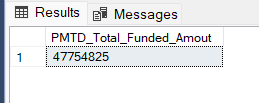 Results Messages
PMTD_Total_Funded_Amout
1 47754825